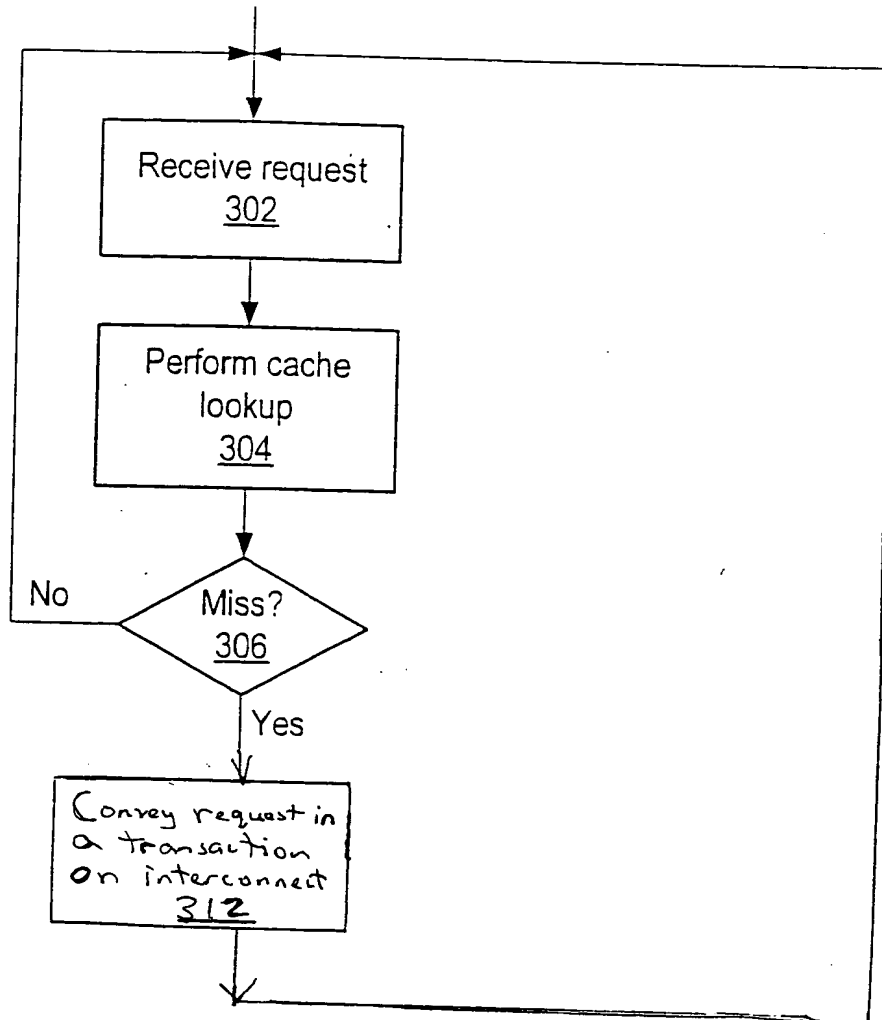 Receive request
302
Perform cache
lookup
304
Miss?
306
No
Yes
Convey request in
a transaction
on interconnect
312